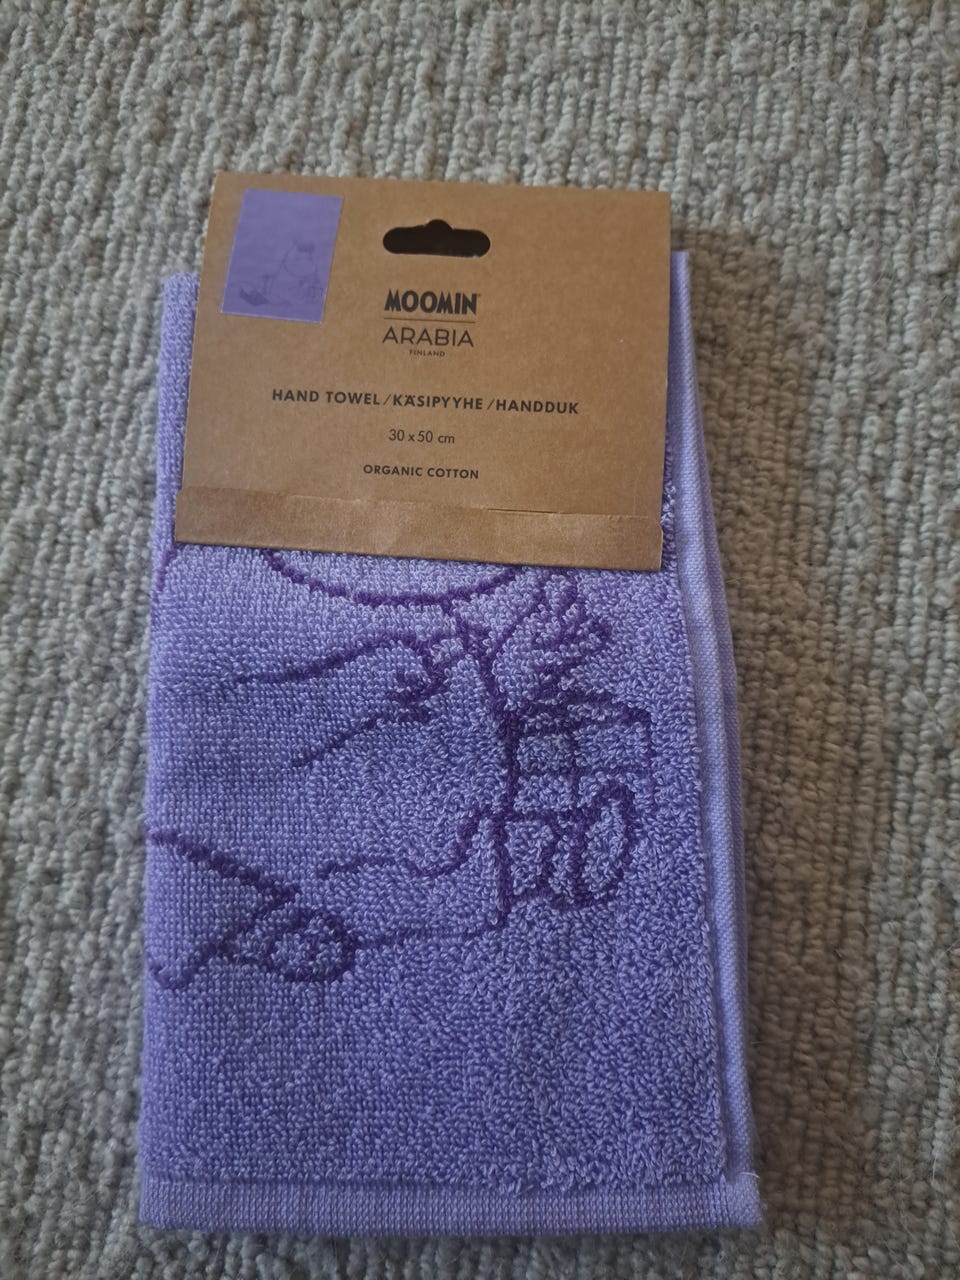 MOOMIN
ARABIA
FINLAND
HAND TOWEL/KÄSIPYYHE/HANDDUK
30 x 50 cm
ORGANIC COTTON